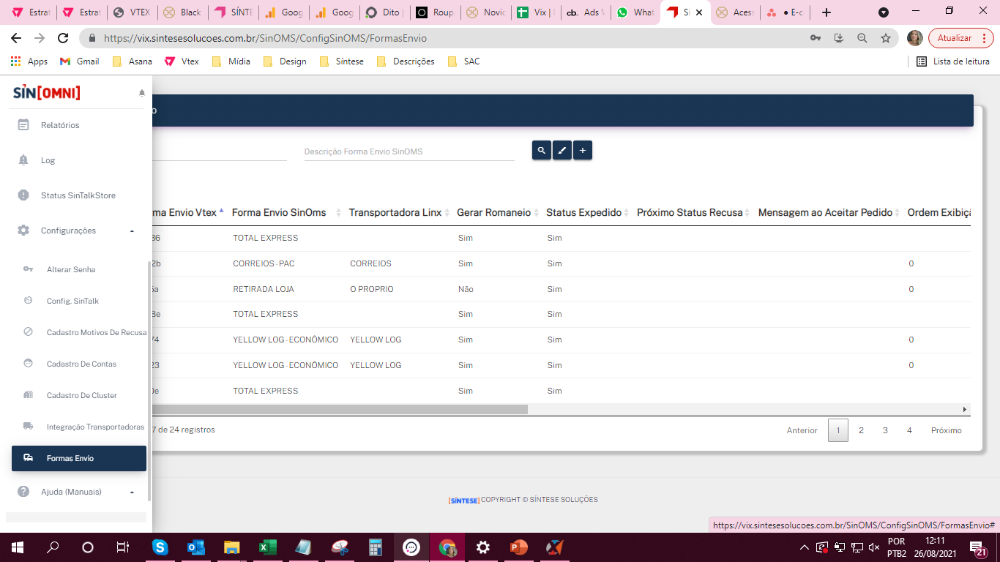 Estrat
Estrat
VTEX
Black
SÍNTE
Goog
Goog
Dito |
Roup
Novic
Vix |
cb.
Ads V
What
Si
Acess
• E-c
https://vix.sintesesolucoes.com.br/SinOMS/ConfigSinOMS/FormasEnvio
Atualizar
Apps
Gmail
Asana
Vtex
Mídia
Design
Síntese
Descrições
SAC
Lista de leitura
SÍN[OMNI]
Relatórios
Log
Status SinTalkStore
Configurações
Alterar Senha
Config. SinTalk
Cadastro Motivos De Recusa
Cadastro De Contas
Cadastro De Cluster
Integração Transportadoras
Formas Envio
Ajuda (Manuais)
o
Descrição Forma Envio SinOMS
ma Envio Vtex Forma Envio SinOms Transportadora Linx Gerar Romaneio Status Expedido Próximo Status Recusa Mensagem ao Aceitar Pedido Ordem Exibiçã
36 TOTAL EXPRESS Sim Sim
2b CORREIOS - PAC CORREIOS Sim Sim 0
a RETIRADA LOJA O PROPRIO Não Sim 0
3e TOTAL EXPRESS Sim Sim
74 YELLOW LOG - ECONÔMICO YELLOW LOG Sim Sim 0
23 YELLOW LOG - ECONÔMICO YELLOW LOG Sim Sim 0
e TOTAL EXPRESS Sim Sim
7 de 24 registros
Anterior 1 2 3 4 Próximo
[SÍNTESE] COPYRIGHT © SÍNTESE SOLUÇÕES
https://vix.sintesesolucoes.com.br/SinOMS/ConfigSinOMS/FormasEnvio#
POR
PTB2
12:11
26/08/2021
21